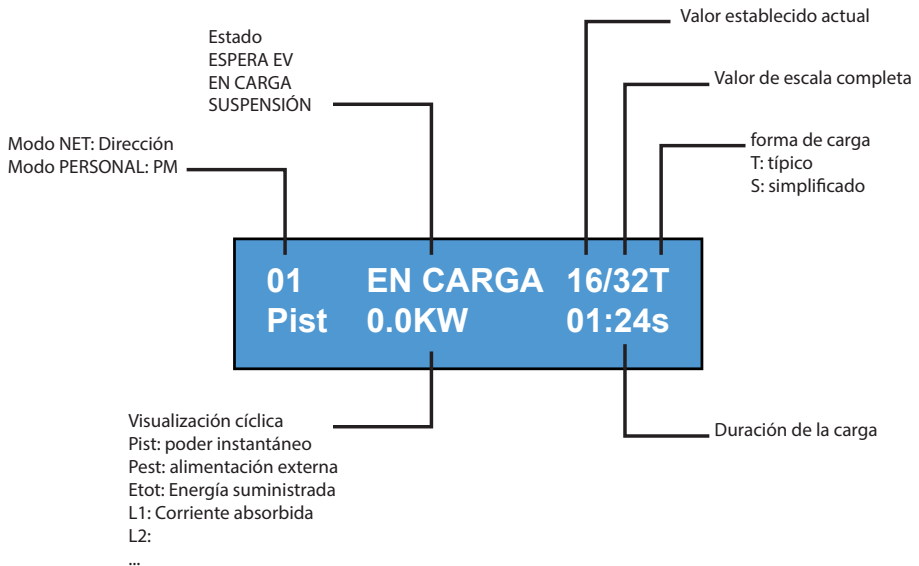 Valor establecido actual
Estado
ESPERA EV
EN CARGA
SUSPENSIÓN
Valor de escala completa
Modo NET: Dirección
Modo PERSONAL: PM
forma de carga
T: típico
S: simplificado
01 EN CARGA 16/32T
Pist 0.0KW 01:24s
Visualización cíclica
Pist: poder instantáneo
Pest: alimentación externa
Etot: Energía suministrada
L1: Corriente absorbida
L2:
...
Duración de la carga